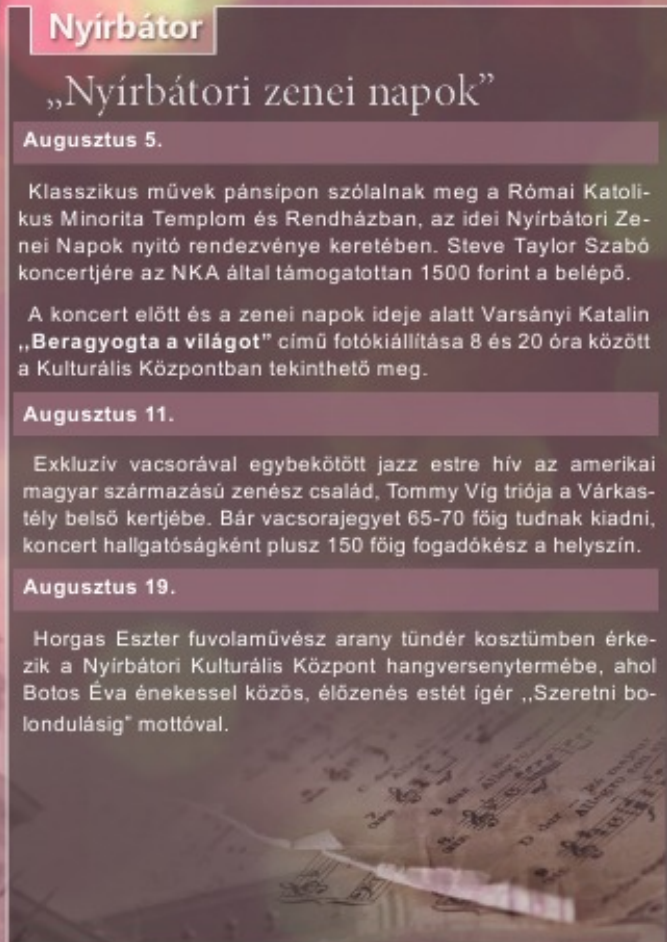 Nyírbátor
„Nyírbátori zenei napok”
Augusztus 5.
Klasszikus művek pánsípon szólalnak meg a Római Katoli-
kus Minorita Templom és Rendházban, az idei Nyírbátori Ze-
nei Napok nyitó rendezvénye keretében. Steve Taylor Szabó
koncertjére az NKA által támogatottan 1500 forint a belépő.
A koncert előtt és a zenei napok ideje alatt Varsányi Katalin
,,Beragyogta a világot” című fotókiállítása 8 és 20 óra között
a Kulturális Központban tekinthető meg.
Augusztus 11.
Exkluzív vacsorával egybekötött jazz estre hív az amerikai
magyar származású zenész család, Tommy Víg triója a Várkas-
tély belső kertjébe. Bár vacsorajegyet 65-70 főig tudnak kiadni,
koncert hallgatóságként plusz 150 főig fogadókész a helyszín.
Augusztus 19.
Horgas Eszter fuvolaművész arany tündér kosztümben érke-
zik a Nyírbátori Kulturális Központ hangversenytermébe, ahol
Botos Éva énekessel közös, élőzenés estét ígér ,,Szeretni bo-
londulásig” mottóval.